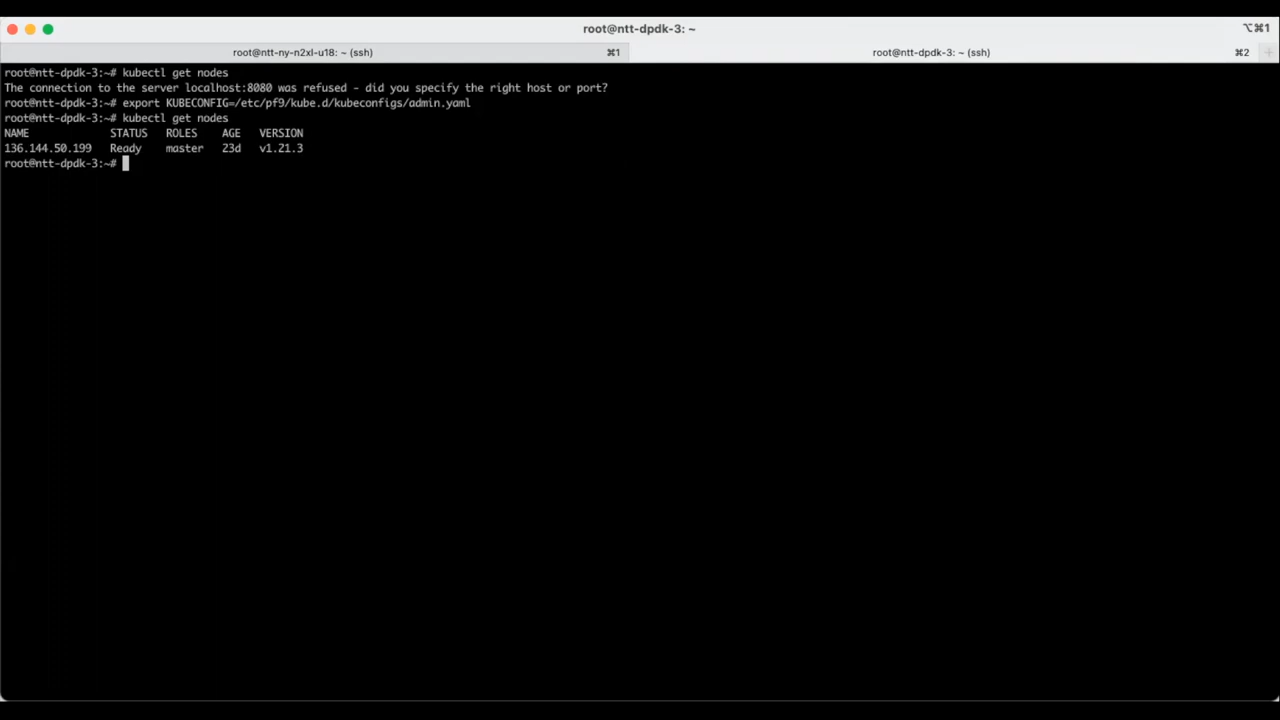 root@ntt-dpdk-3: ~
⌥⌘1
root@ntt-ny-n2xl-u18: ~ (ssh)
⌘1
root@ntt-dpdk-3: ~ (ssh)
⌘2
+
root@ntt-dpdk-3:~# kubectl get nodes
The connection to the server localhost:8080 was refused - did you specify the right host or port?
root@ntt-dpdk-3:~# export KUBECONFIG=/etc/pf9/kube.d/kubeconfigs/admin.yaml
root@ntt-dpdk-3:~# kubectl get nodes
NAME STATUS ROLES AGE VERSION
136.144.50.199 Ready master 23d v1.21.3
root@ntt-dpdk-3:~#